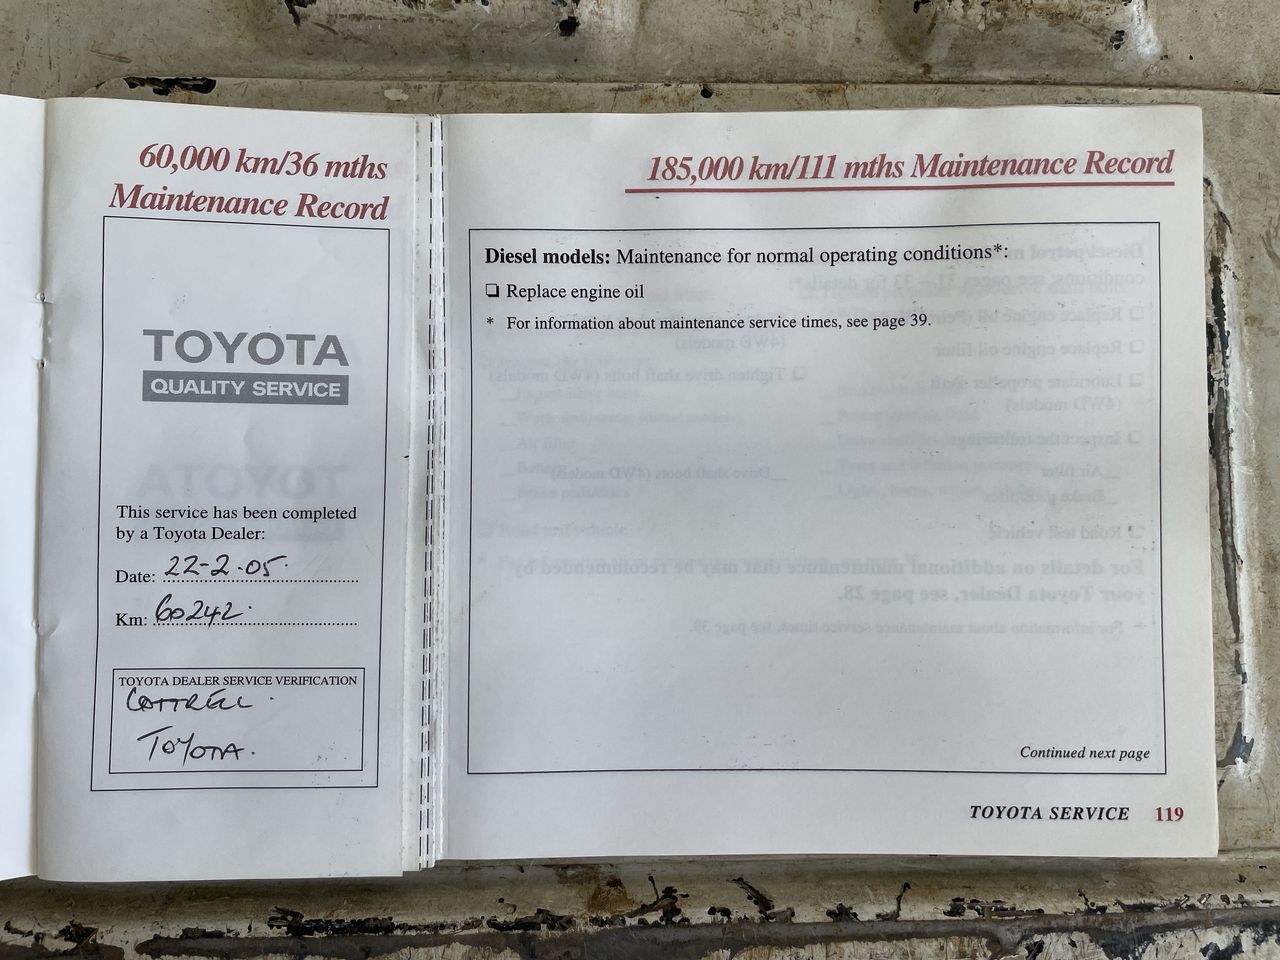 60,000 km/36 mths
Maintenance Record
TOYOTA
QUALITY SERVICE
This service has been completed
by a Toyota Dealer:
Date: 22-2-05
Km: 60242
TOYOTA DEALER SERVICE VERIFICATION
COTTRELL
TOYOTA.
185,000 km/111 mths Maintenance Record
Diesel models: Maintenance for normal operating conditions*:
❏ Replace engine oil
* For information about maintenance service times, see page 39.
Continued next page
TOYOTA SERVICE 119